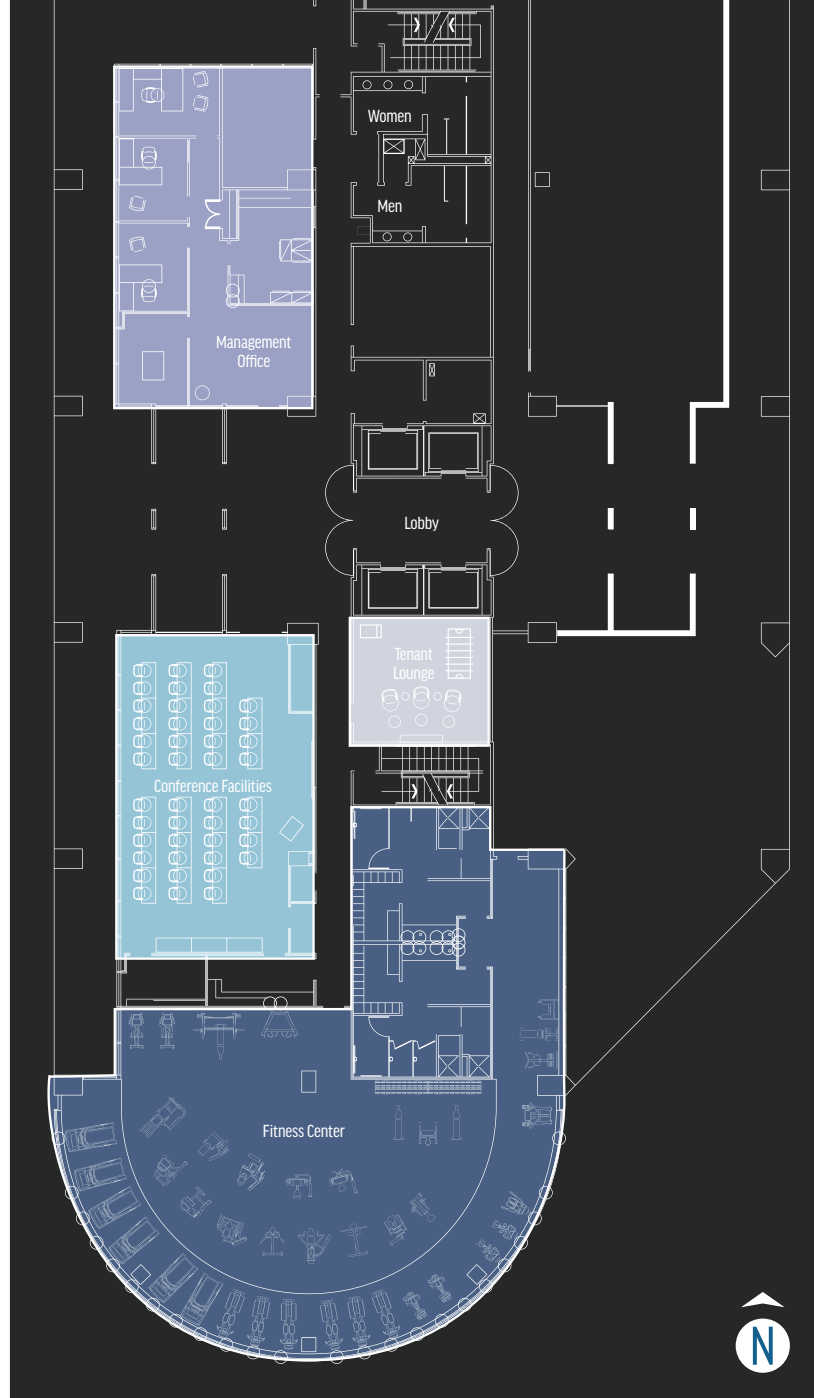 Women
Men
Management
Office
Lobby
Tenant
Lounge
Conference Facilities
Fitness Center
N